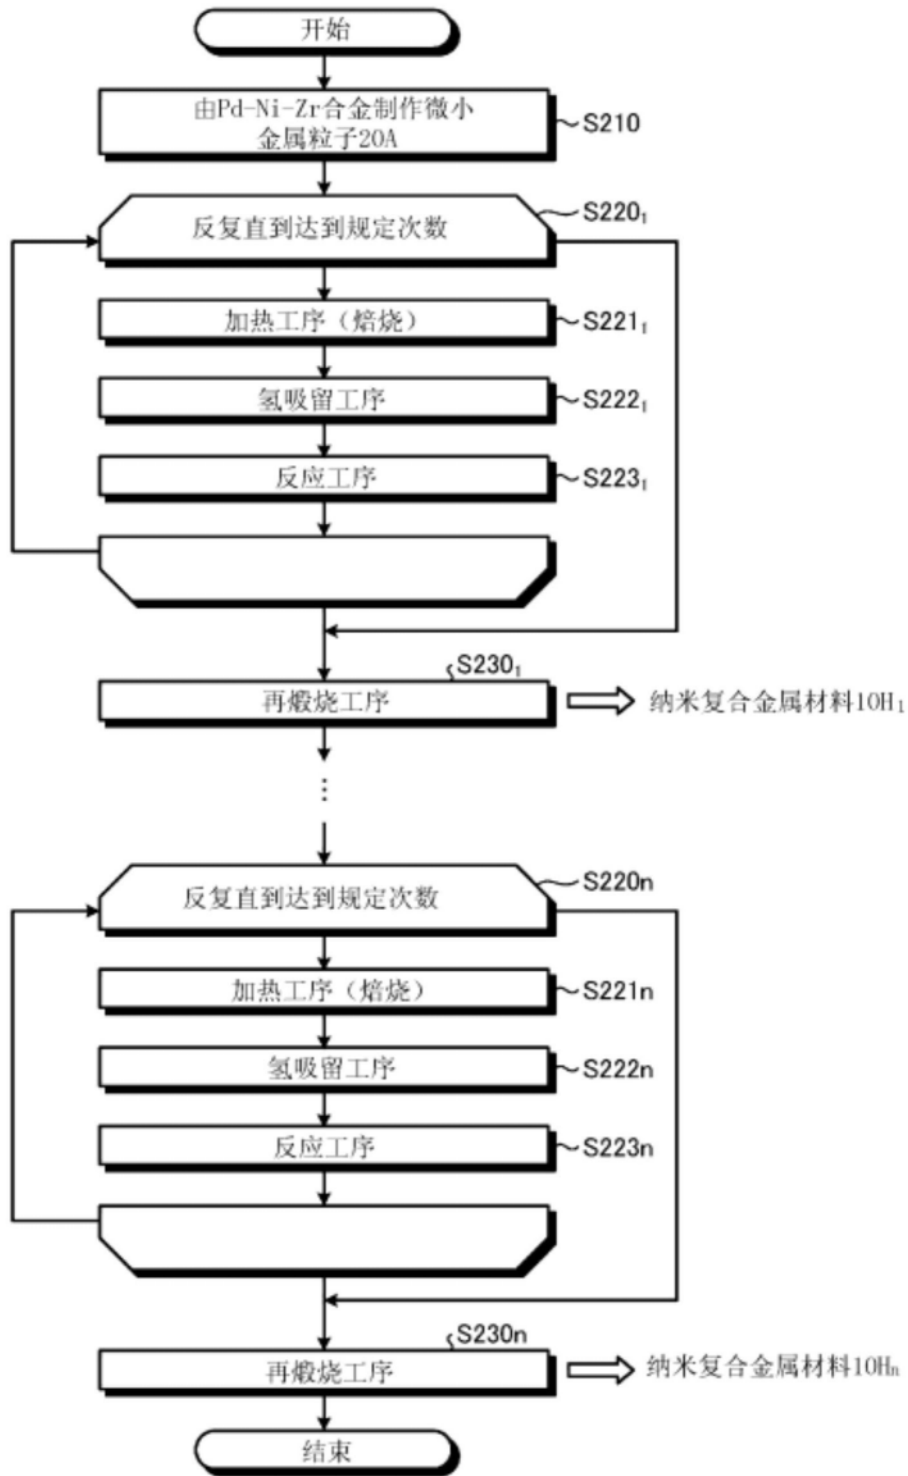 开始
由Pd-Ni-Zr合金制作微小
金属粒子20A
S210
反复直到达到规定次数
S220₁
加热工序（焙烧）
S221₁
氢吸留工序
S222₁
反应工序
S223₁
S230₁
再煅烧工序
纳米复合金属材料10H₁
⋮
反复直到达到规定次数
S220n
加热工序（焙烧）
S221n
氢吸留工序
S222n
反应工序
S223n
S230n
再煅烧工序
纳米复合金属材料10Hₙ
结束